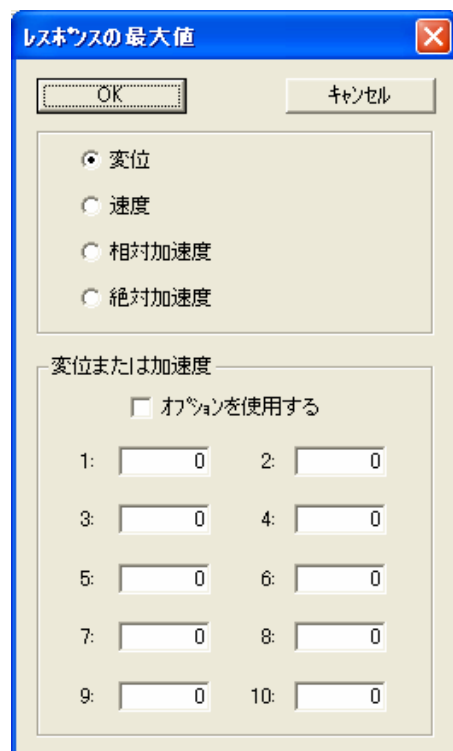 ﾚｽﾎﾟﾝｽの最大値
OK ｷｬﾝｾﾙ
変位
速度
相対加速度
絶対加速度
変位または加速度
ｵﾌﾟｼｮﾝを使用する
1: 0 2: 0
3: 0 4: 0
5: 0 6: 0
7: 0 8: 0
9: 0 10: 0